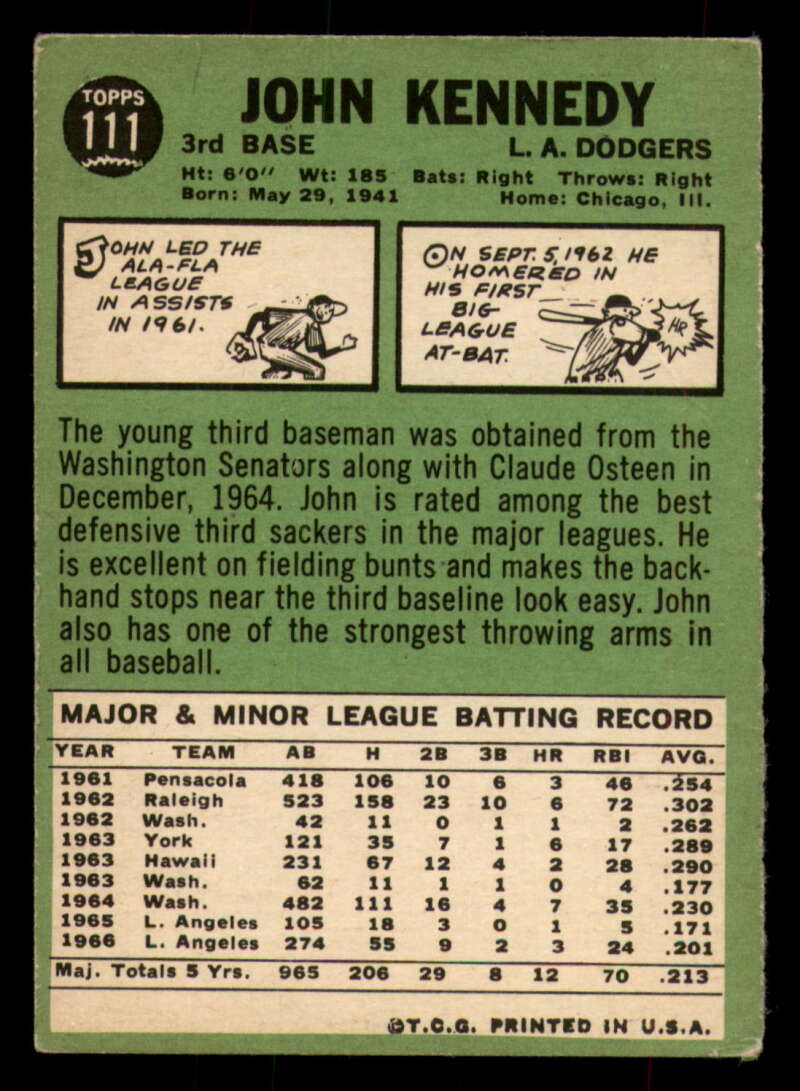 TOPPS
111
JOHN KENNEDY
3rd BASE L. A. DODGERS
Ht: 6'0" Wt: 185 Bats: Right Throws: Right
Born: May 29, 1941 Home: Chicago, Ill.
JOHN LED THE
ALA-FLA
LEAGUE
IN ASSISTS
IN 1961.
ON SEPT. 5, 1962 HE
HOMERED IN
HIS FIRST
BIG-
LEAGUE
AT-BAT.
HR
The young third baseman was obtained from the
Washington Senators along with Claude Osteen in
December, 1964. John is rated among the best
defensive third sackers in the major leagues. He
is excellent on fielding bunts and makes the back-
hand stops near the third baseline look easy. John
also has one of the strongest throwing arms in
all baseball.
MAJOR & MINOR LEAGUE BATTING RECORD
YEAR TEAM AB H 2B 3B HR RBI AVG.
1961 Pensacola 418 106 10 6 3 46 .254
1962 Raleigh 523 158 23 10 6 72 .302
1962 Wash. 42 11 0 1 1 2 .262
1963 York 121 35 7 1 6 17 .289
1963 Hawaii 231 67 12 4 2 28 .290
1963 Wash. 62 11 1 1 0 4 .177
1964 Wash. 482 111 16 4 7 35 .230
1965 L. Angeles 105 18 3 0 1 5 .171
1966 L. Angeles 274 55 9 2 3 24 .201
Maj. Totals 5 Yrs. 965 206 29 8 12 70 .213
©T.C.G. PRINTED IN U.S.A.